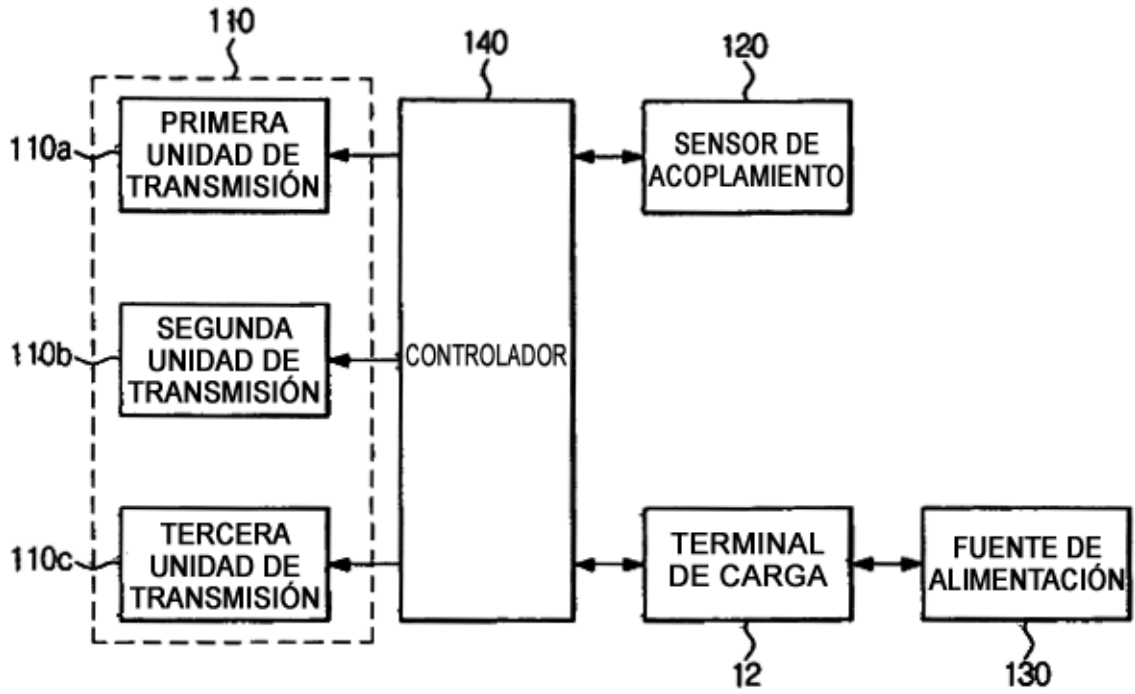 110
140
120
110a
PRIMERA
UNIDAD DE
TRANSMISIÓN
SENSOR DE
ACOPLAMIENTO
110b
SEGUNDA
UNIDAD DE
TRANSMISIÓN
CONTROLADOR
110c
TERCERA
UNIDAD DE
TRANSMISIÓN
TERMINAL
DE CARGA
FUENTE DE
ALIMENTACIÓN
12
130